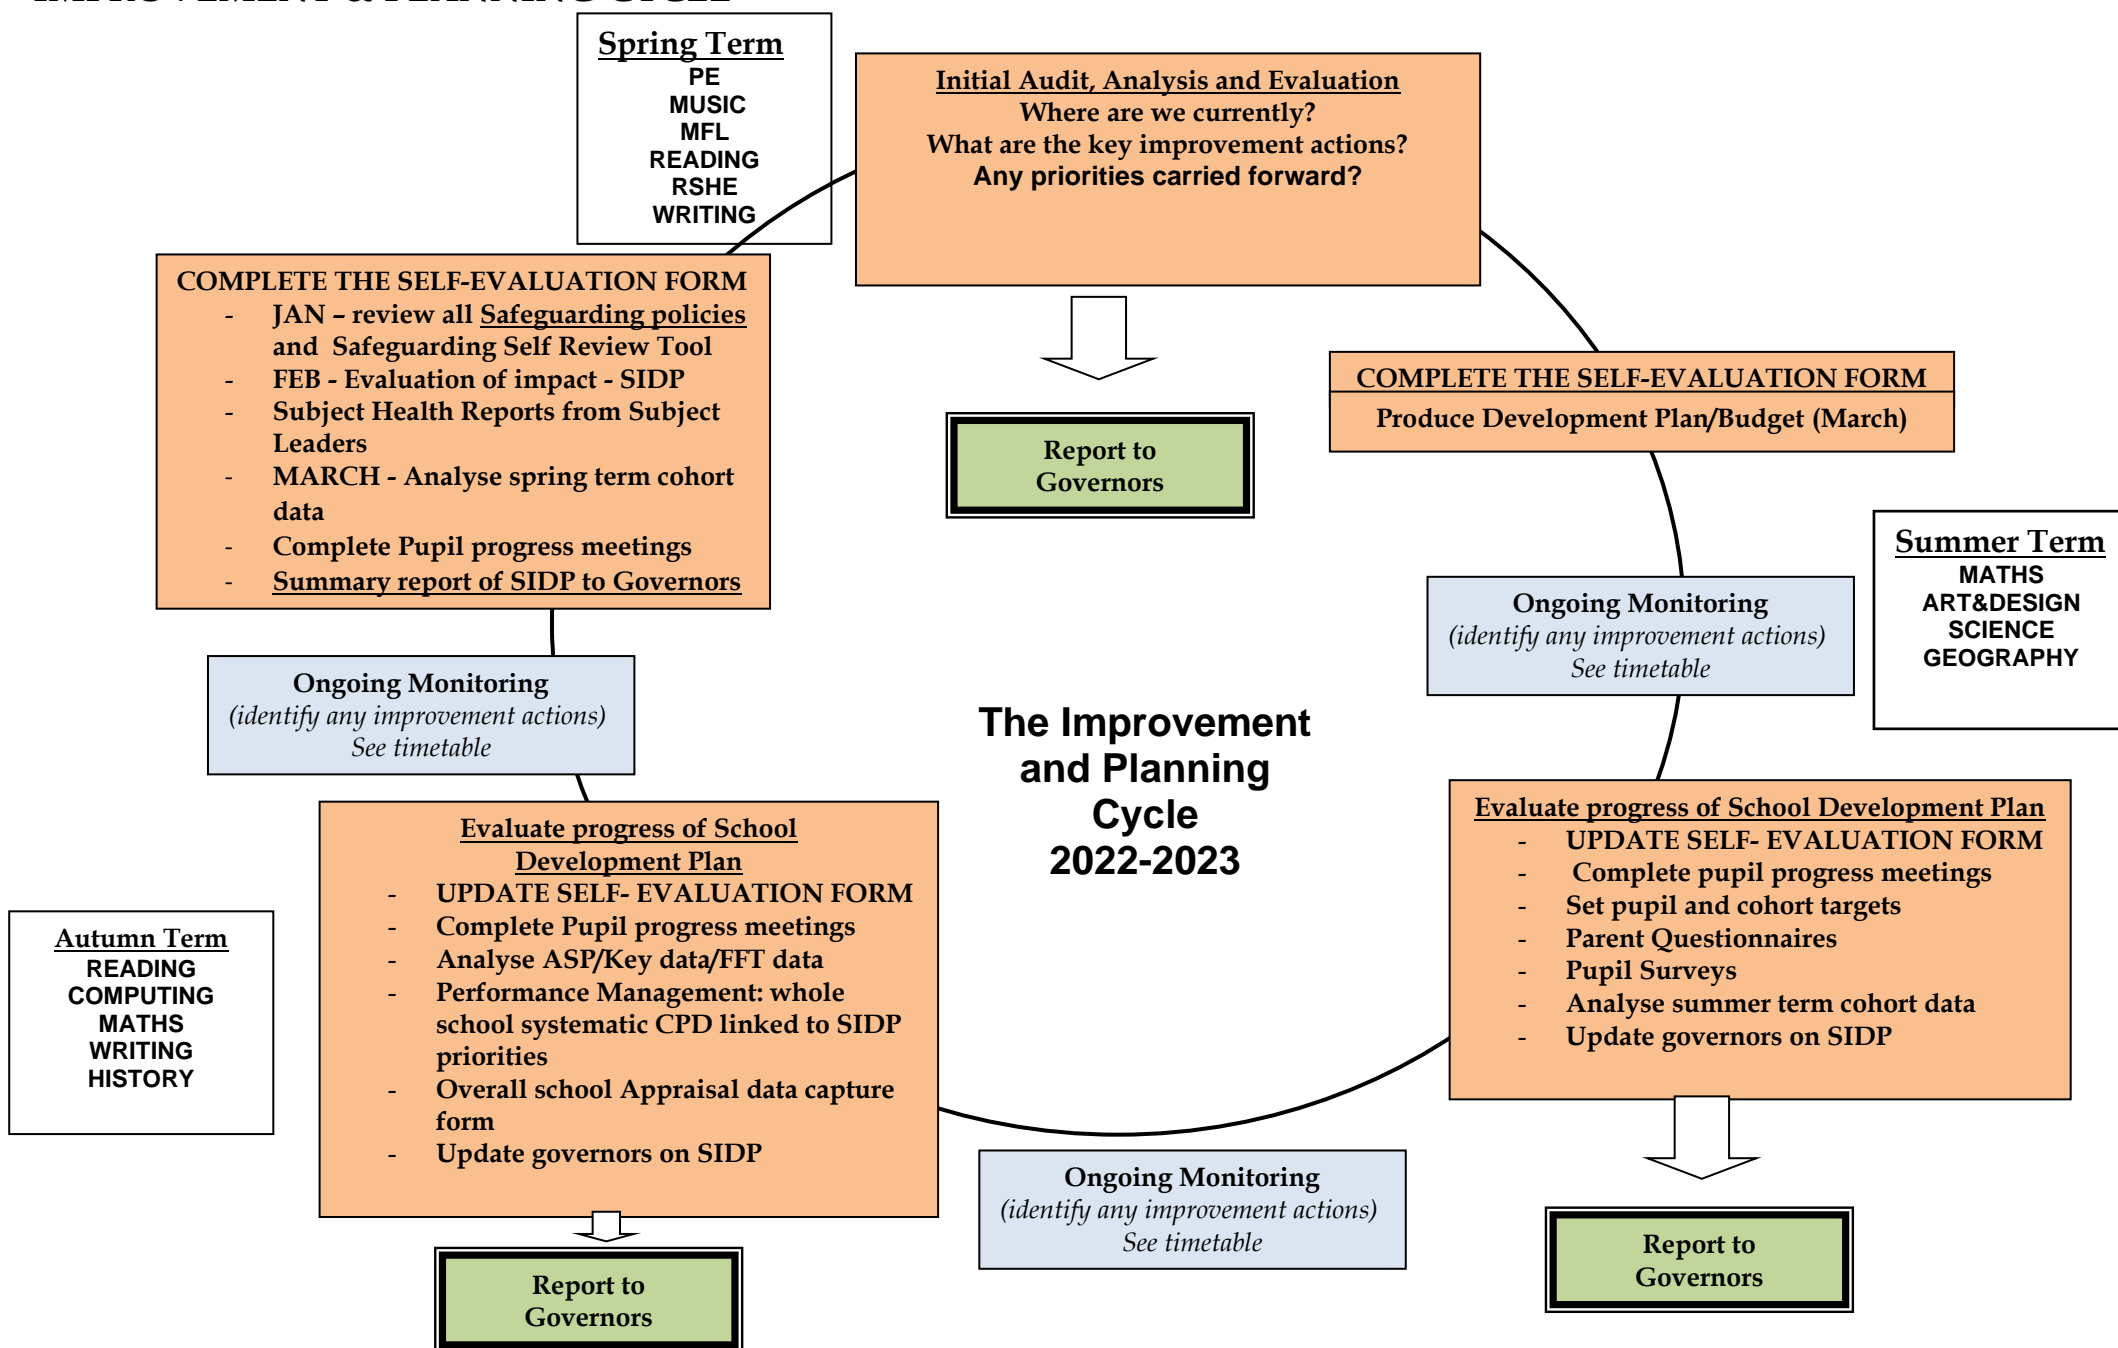 IMPROVEMENT & PLANNING CYCLE
Spring Term
PE
MUSIC
MFL
READING
RSHE
WRITING
Initial Audit, Analysis and Evaluation
Where are we currently?
What are the key improvement actions?
Any priorities carried forward?
COMPLETE THE SELF-EVALUATION FORM
- JAN – review all Safeguarding policies
and Safeguarding Self Review Tool
- FEB - Evaluation of impact - SIDP
- Subject Health Reports from Subject
Leaders
- MARCH - Analyse spring term cohort
data
- Complete Pupil progress meetings
- Summary report of SIDP to Governors
Report to
Governors
COMPLETE THE SELF-EVALUATION FORM
Produce Development Plan/Budget (March)
Summer Term
MATHS
ART&DESIGN
SCIENCE
GEOGRAPHY
Ongoing Monitoring
(identify any improvement actions)
See timetable
Ongoing Monitoring
(identify any improvement actions)
See timetable
The Improvement
and Planning
Cycle
2022-2023
Evaluate progress of School
Development Plan
- UPDATE SELF- EVALUATION FORM
- Complete Pupil progress meetings
- Analyse ASP/Key data/FFT data
- Performance Management: whole
school systematic CPD linked to SIDP
priorities
- Overall school Appraisal data capture
form
- Update governors on SIDP
Evaluate progress of School Development Plan
- UPDATE SELF- EVALUATION FORM
- Complete pupil progress meetings
- Set pupil and cohort targets
- Parent Questionnaires
- Pupil Surveys
- Analyse summer term cohort data
- Update governors on SIDP
Autumn Term
READING
COMPUTING
MATHS
WRITING
HISTORY
Ongoing Monitoring
(identify any improvement actions)
See timetable
Report to
Governors
Report to
Governors